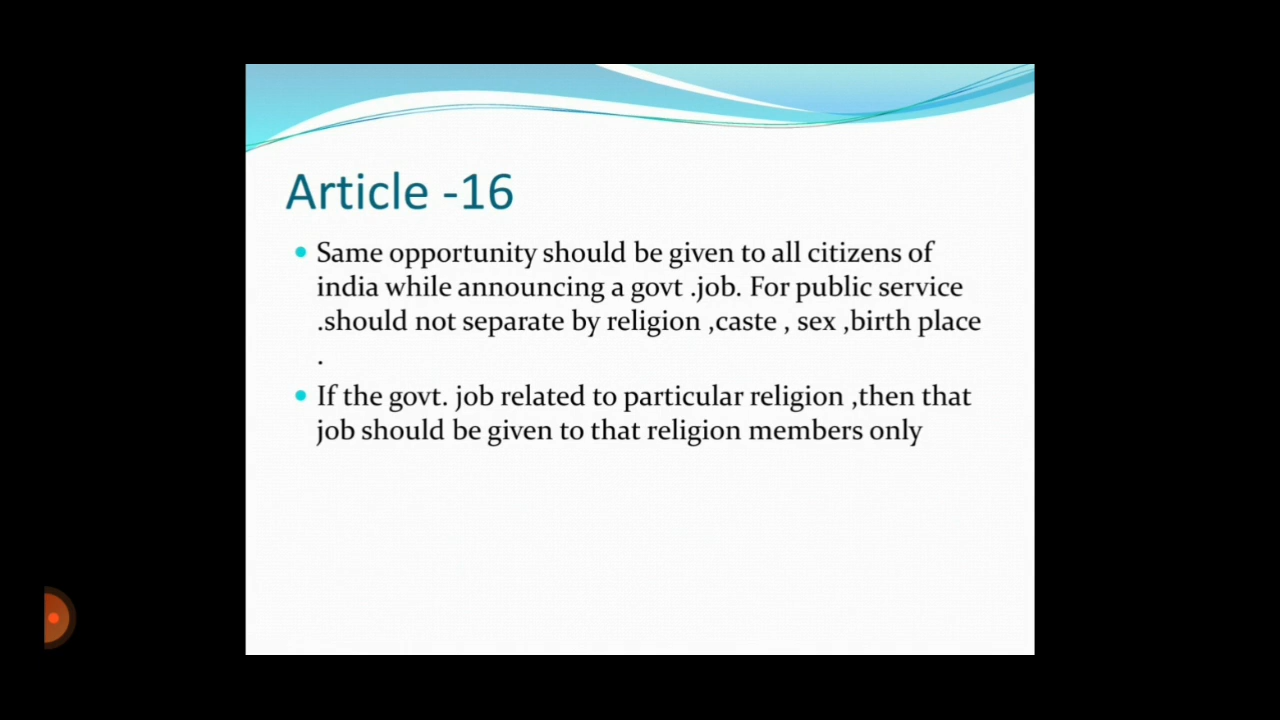 Article -16
Same opportunity should be given to all citizens of
india while announcing a govt .job. For public service
.should not separate by religion ,caste , sex ,birth place
.
If the govt. job related to particular religion ,then that
job should be given to that religion members only